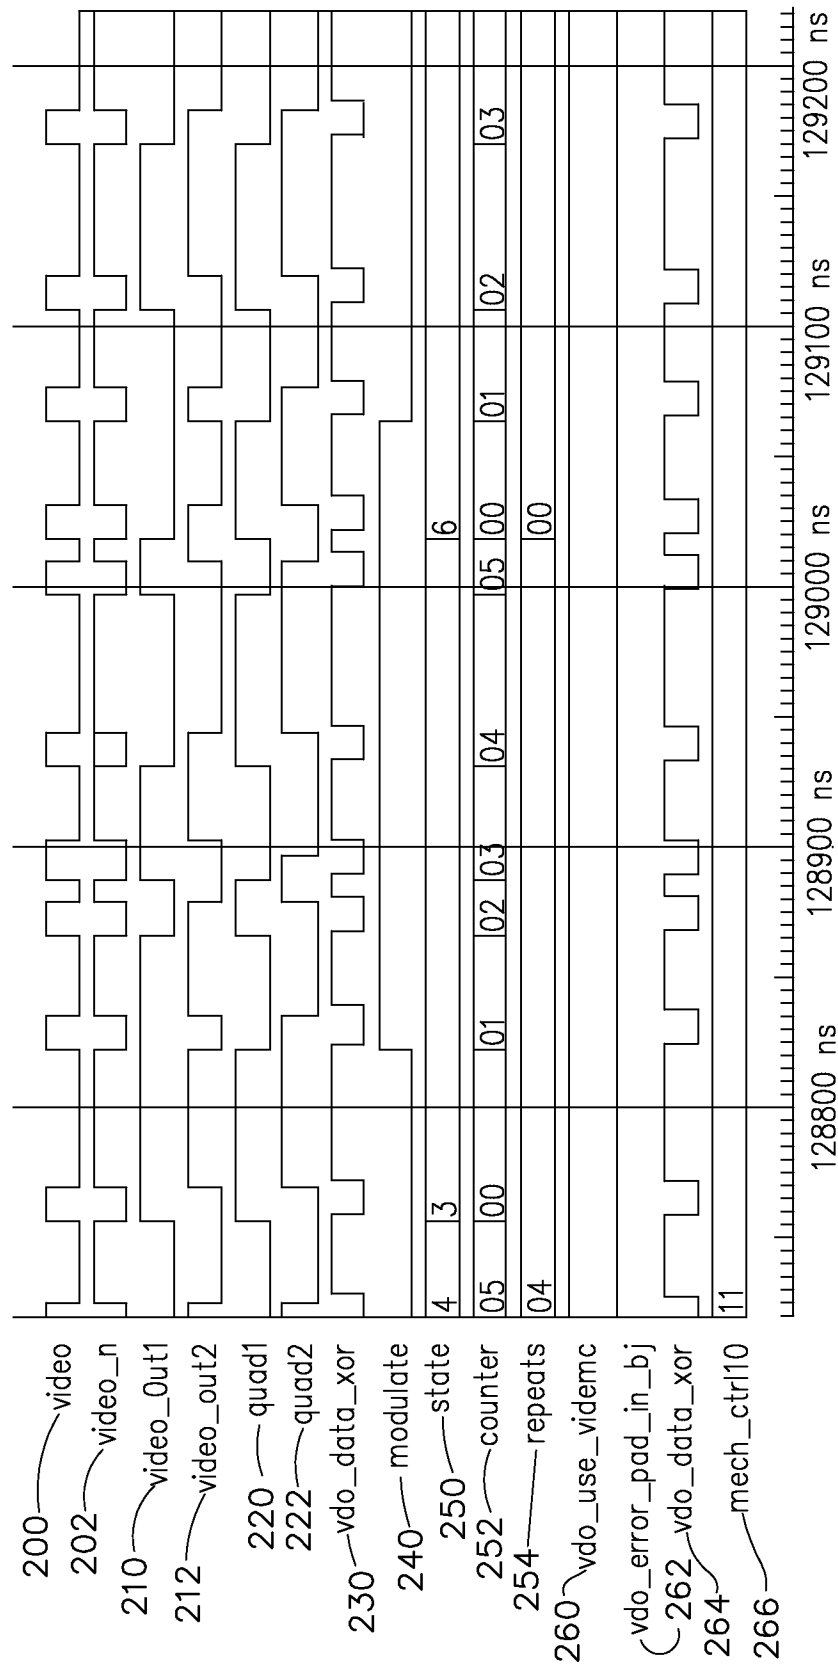 200 video
202 video_n
210 video_Out1
212 video_out2
220 quad1
222 quad2
230 vdo_data_xor
240 modulate
250 state 4 3 6
252 counter 05 00 01 02 03 04 05 00 01 02 03
254 repeats 04 00
260 vdo_use_videmc
262 vdo_error_pad_in_bj
264 vdo_data_xor
266 mech_ctrl10 11
128800 ns 128900 ns 129000 ns 129100 ns 129200 ns